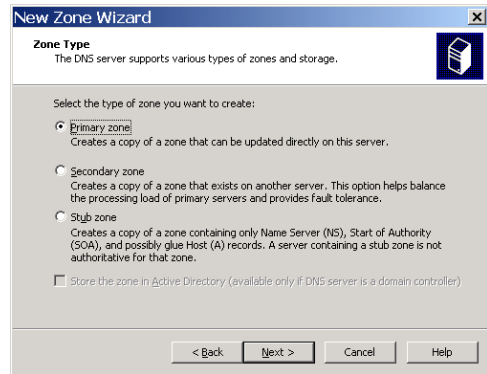 New Zone Wizard
Zone Type
The DNS server supports various types of zones and storage.
Select the type of zone you want to create:
Primary zone
Creates a copy of a zone that can be updated directly on this server.
Secondary zone
Creates a copy of a zone that exists on another server. This option helps balance
the processing load of primary servers and provides fault tolerance.
Stub zone
Creates a copy of a zone containing only Name Server (NS), Start of Authority
(SOA), and possibly glue Host (A) records. A server containing a stub zone is not
authoritative for that zone.
Store the zone in Active Directory (available only if DNS server is a domain controller)
< Back
Next >
Cancel
Help